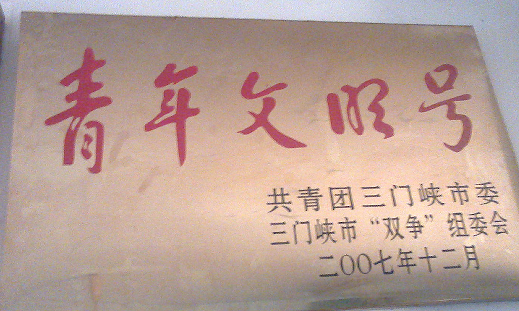 青年文明号
共青团三门峡市委
三门峡市“双争”组委会
二〇〇七年十二月